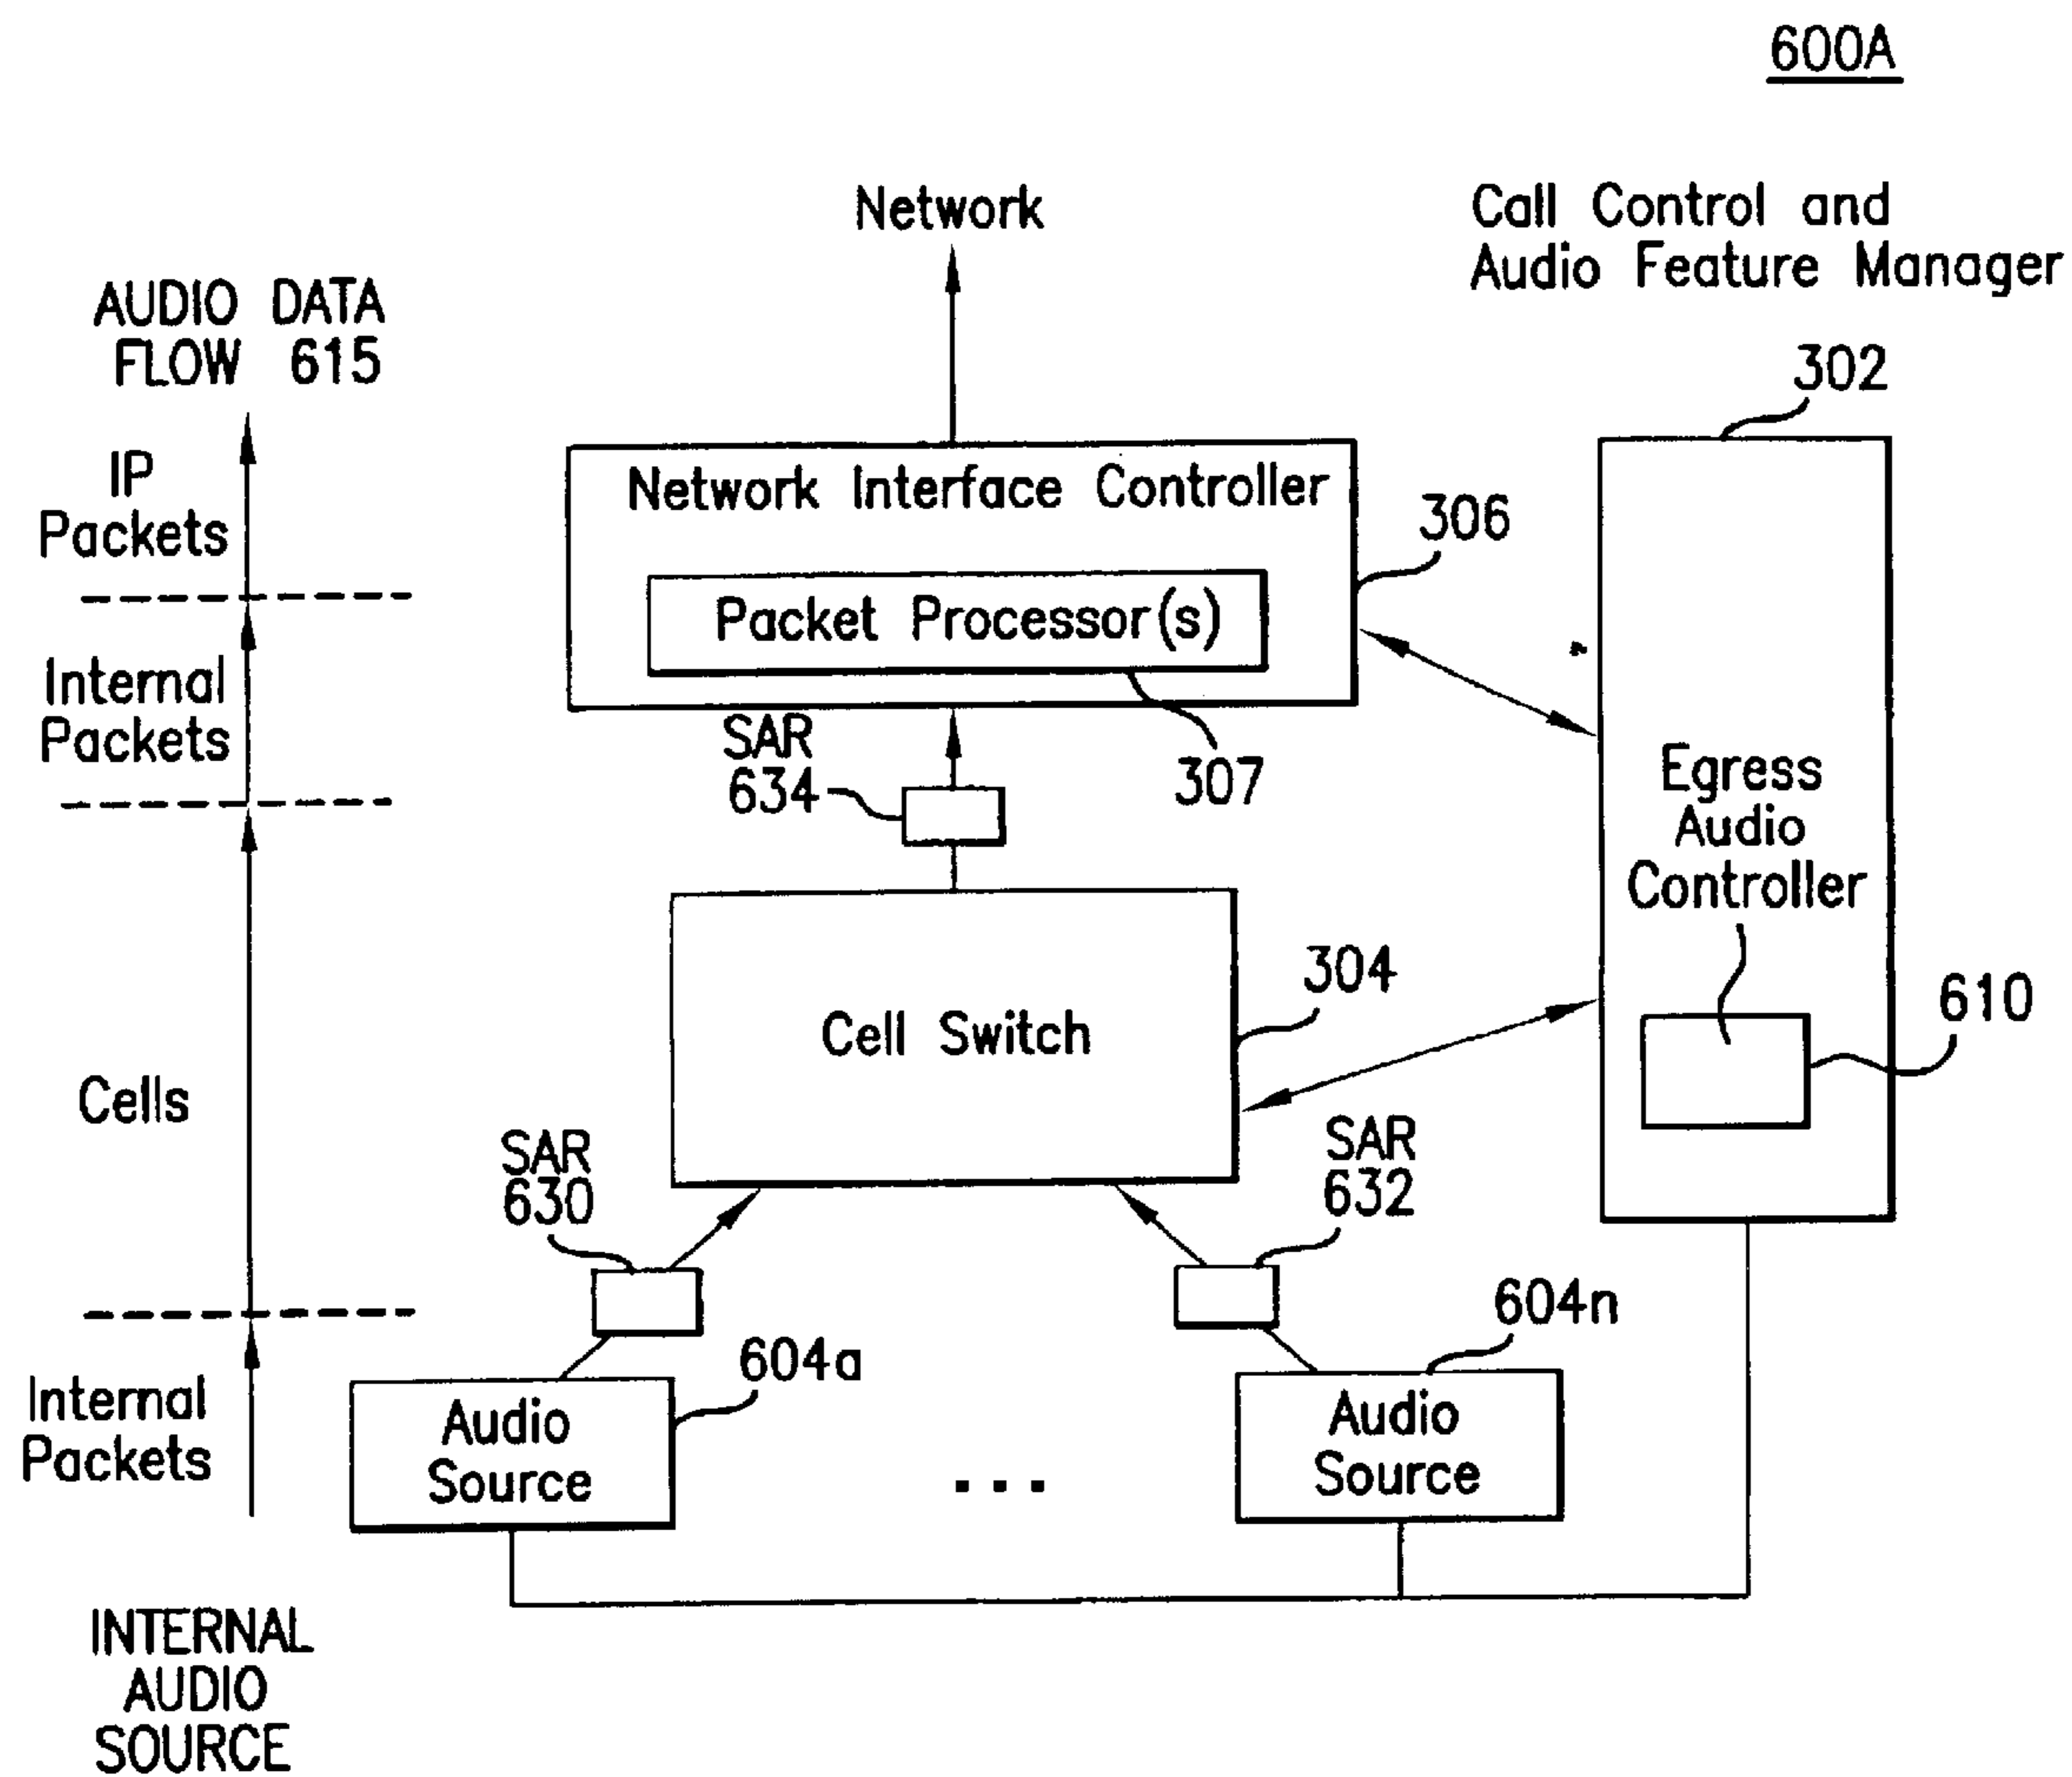 600A
Network
Call Control and
Audio Feature Manager
AUDIO DATA
FLOW 615
302
IP
Packets
Network Interface Controller
306
Packet Processor(s)
Internal
Packets
SAR
634
307
Egress
Audio
Controller
304
610
Cell Switch
Cells
SAR
630
SAR
632
604a
604n
Internal
Packets
Audio
Source
...
Audio
Source
INTERNAL
AUDIO
SOURCE